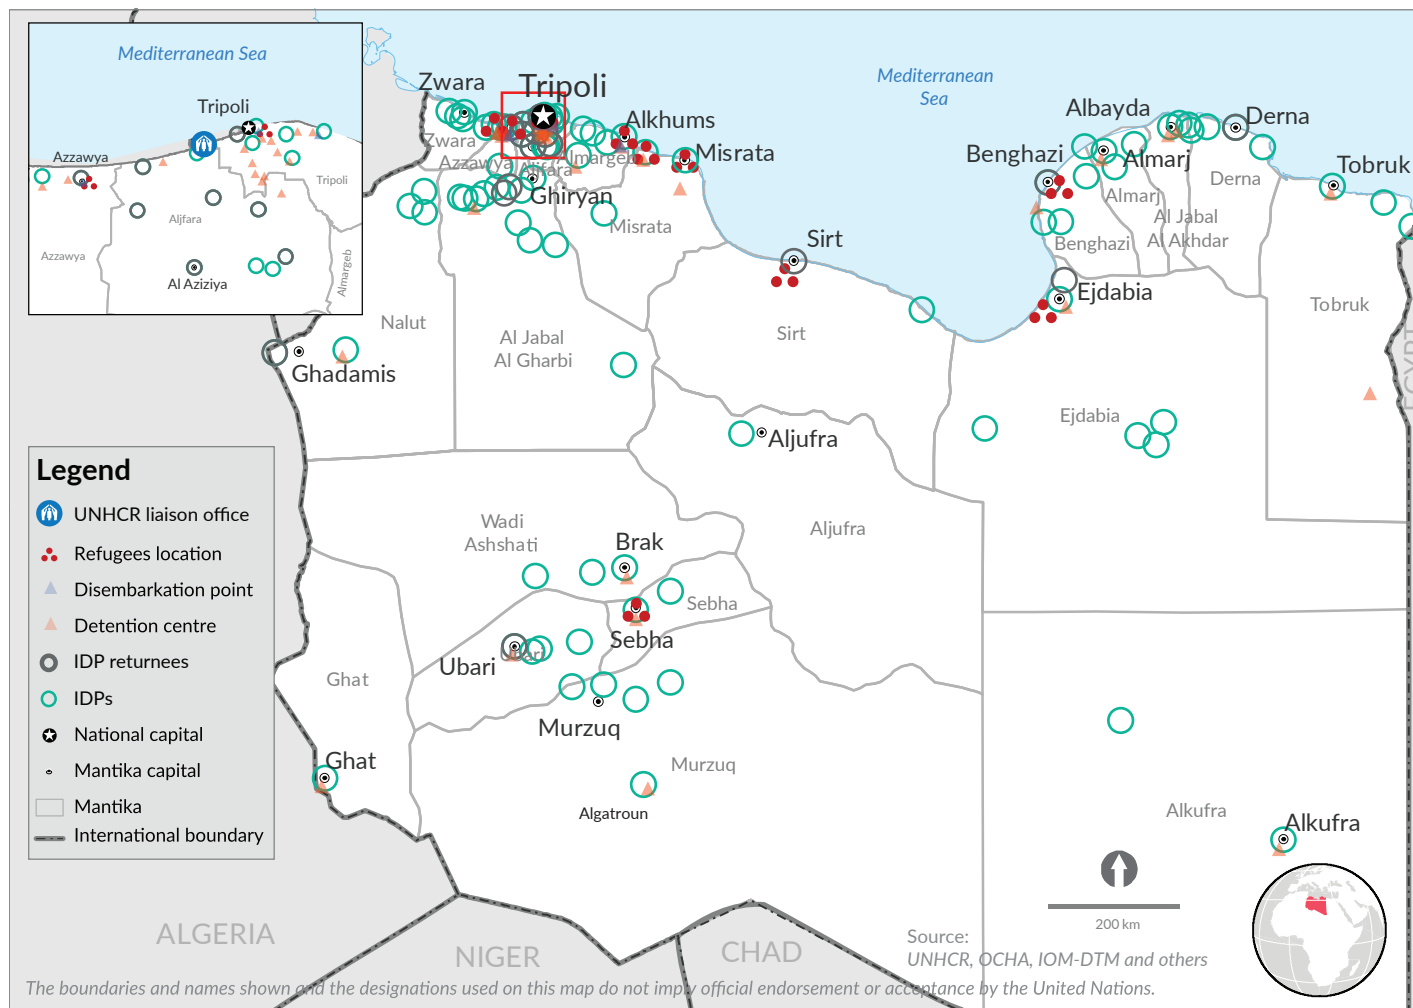 Mediterranean Sea
Tripoli
Azzawya
Tripoli
Aljfara
Azzawya
Almargeb
Al Aziziya
Mediterranean
Sea
Zwara
Tripoli
Alkhums
Misrata
Zwara
Azzawya
Aljfara
Almargeb
Ghiryan
Misrata
Albayda
Derna
Benghazi
Almarj
Tobruk
Derna
Almarj
Al Jabal
Al Akhdar
Benghazi
Sirt
Ejdabia
Nalut
Al Jabal
Al Gharbi
Sirt
Tobruk
EGYPT
Ghadamis
Ejdabia
Aljufra
Legend
UNHCR liaison office
Refugees location
Disembarkation point
Detention centre
IDP returnees
IDPs
National capital
Mantika capital
Mantika
International boundary
Wadi
Ashshati
Brak
Aljufra
Sebha
Sebha
Ubari
Ubari
Ghat
Murzuq
Ghat
Murzuq
Algatroun
Alkufra
Alkufra
200 km
ALGERIA
NIGER
CHAD
Source:
UNHCR, OCHA, IOM-DTM and others
The boundaries and names shown and the designations used on this map do not imply official endorsement or acceptance by the United Nations.